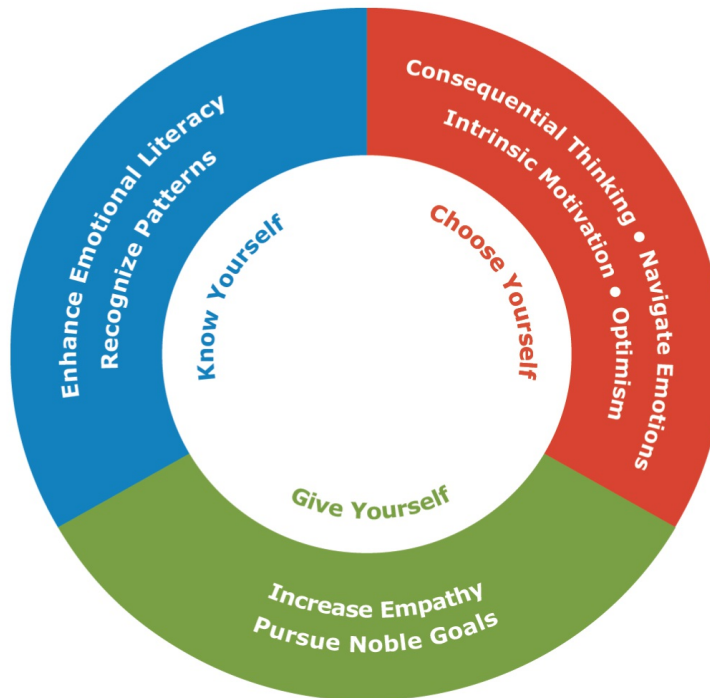 Enhance Emotional Literacy
Recognize Patterns
Know Yourself
Consequential Thinking • Navigate Emotions
Intrinsic Motivation • Optimism
Choose Yourself
Give Yourself
Increase Empathy
Pursue Noble Goals